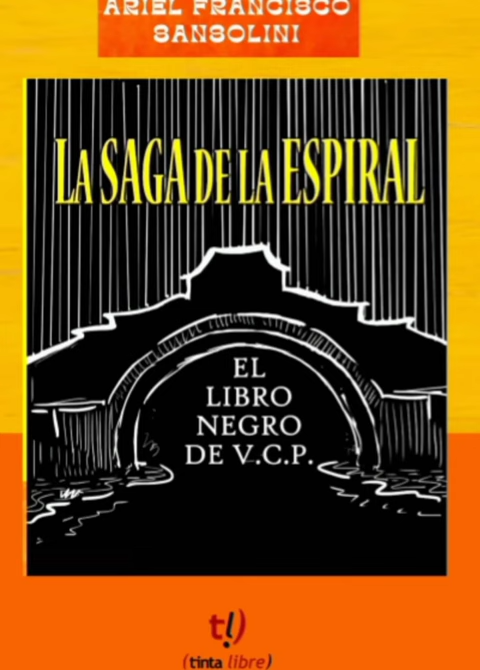 ARIEL FRANCISCO
SANSOLINI
LA SAGA DE LA ESPIRAL
EL
LIBRO
NEGRO
DE V.C.P.
t!)
(tinta libre)